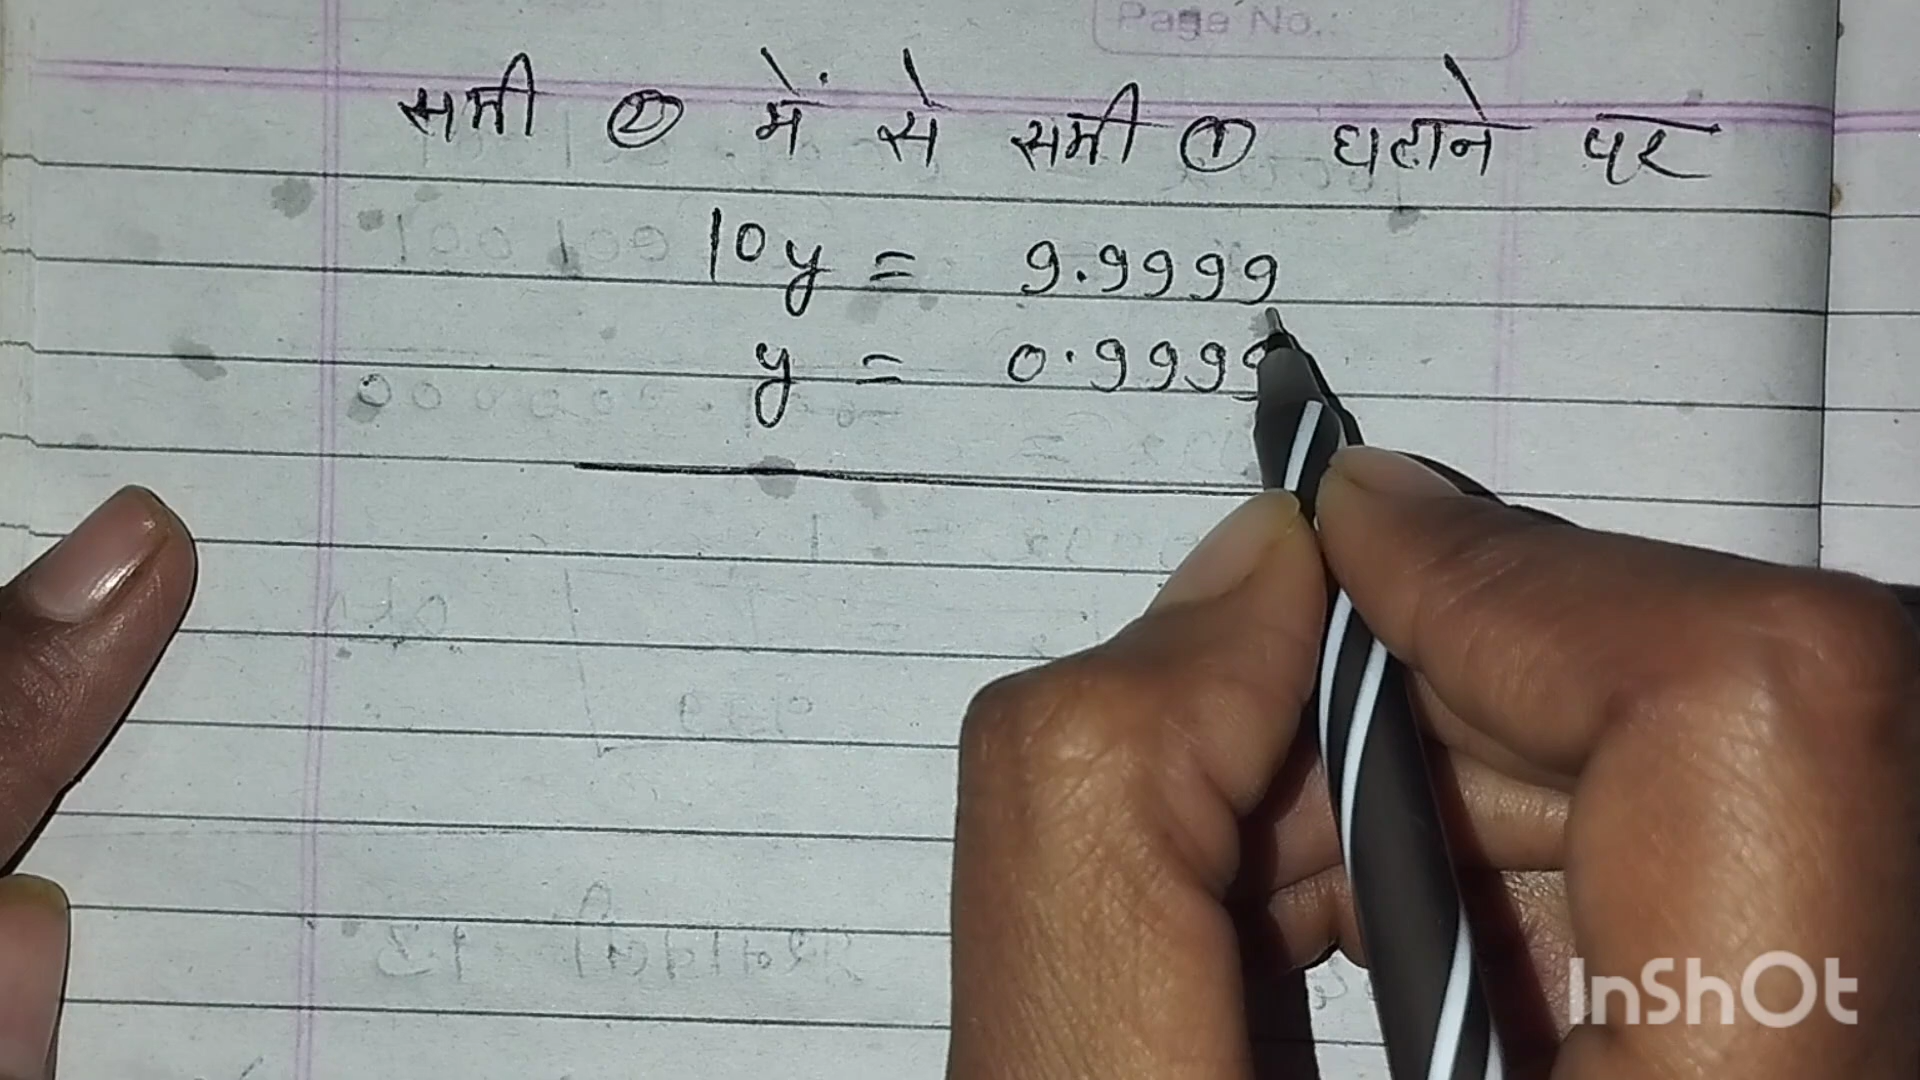 Page No.:
समी ② में से समी ① घटाने पर
10y = 9.9999
y = 0.9999
InShOt